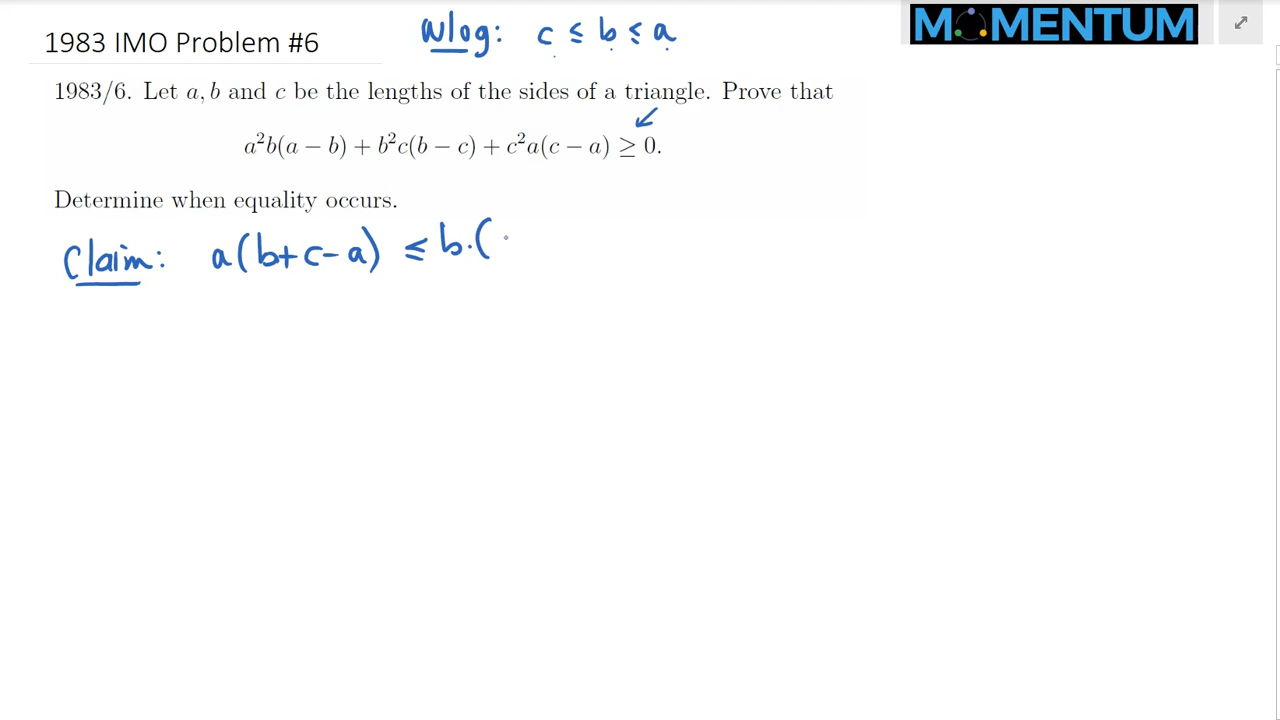 1983 IMO Problem #6
wlog: c ≤ b ≤ a
MOMENTUM
1983/6. Let a, b and c be the lengths of the sides of a triangle. Prove that
a²b(a − b) + b²c(b − c) + c²a(c − a) ≥ 0.
Determine when equality occurs.
Claim: a(b+c-a) ≤ b.(